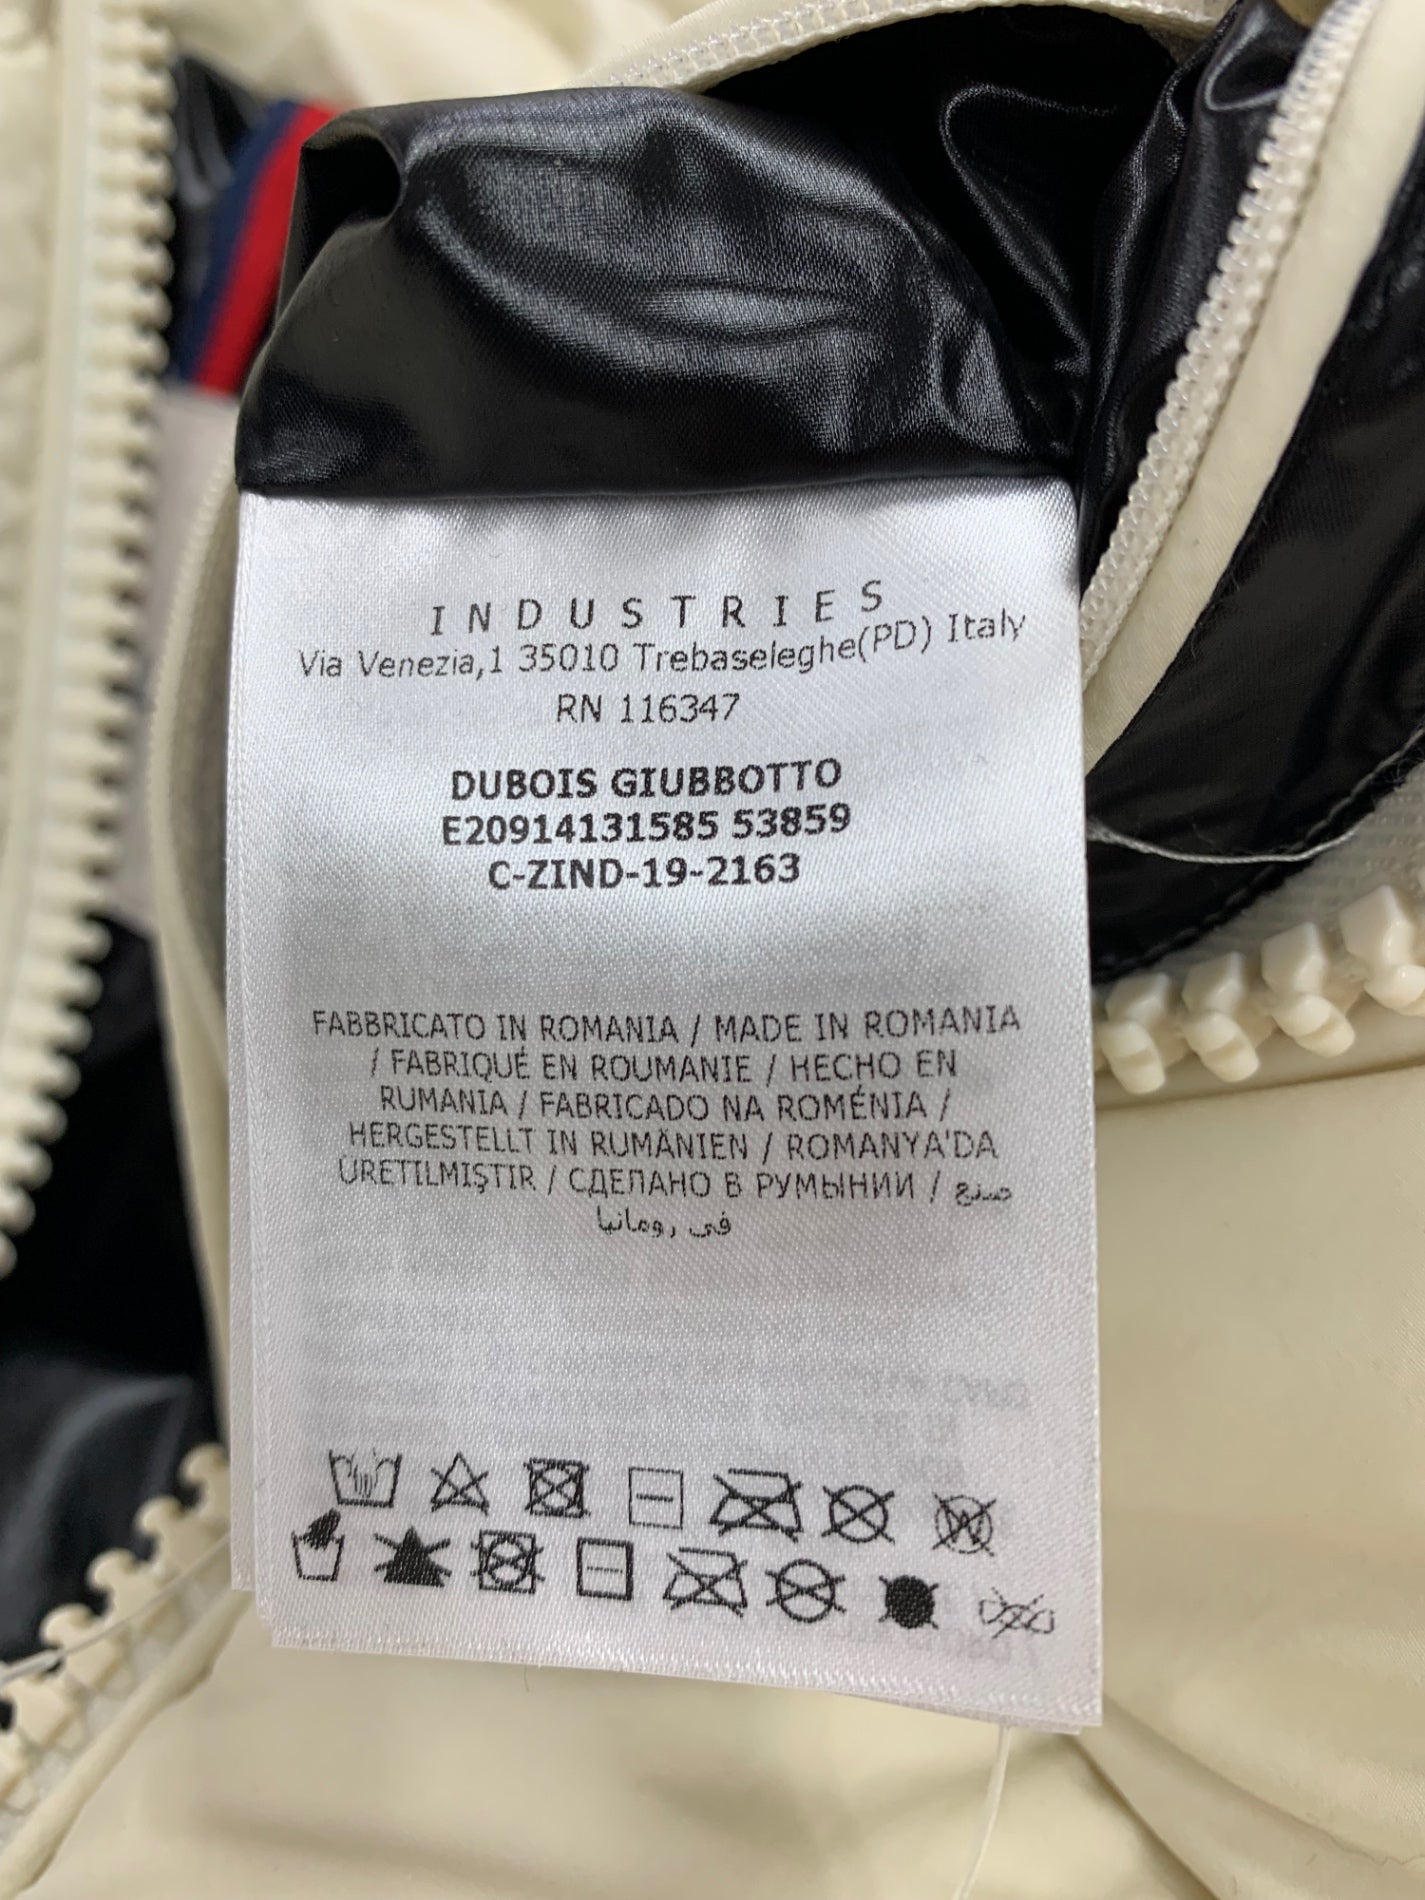 INDUSTRIES
Via Venezia,1 35010 Trebaseleghe(PD) Italy
RN 116347
DUBOIS GIUBBOTTO
E20914131585 53859
C-ZIND-19-2163
FABBRICATO IN ROMANIA / MADE IN ROMANIA
/ FABRIQUÉ EN ROUMANIE / HECHO EN
RUMANIA / FABRICADO NA ROMÉNIA /
HERGESTELLT IN RUMÄNIEN / ROMANYA'DA
ÜRETILMIŞTIR / СДЕЛАНО В РУМЫНИИ / صنع
في رومانيا